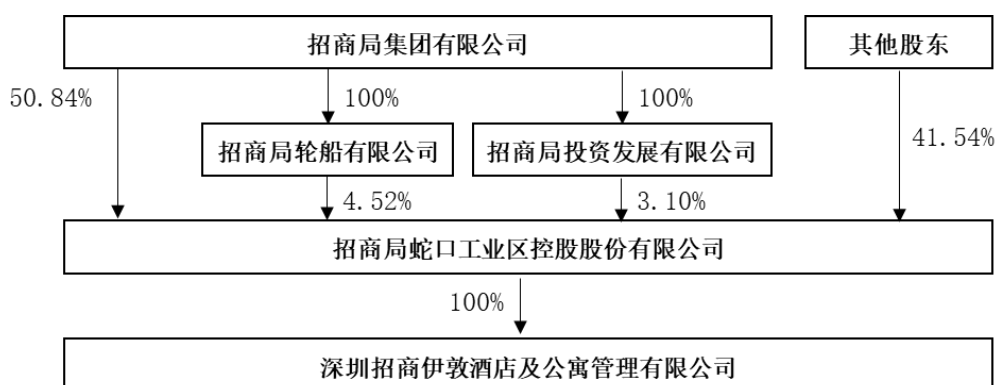 招商局集团有限公司
其他股东
50.84%
100%
100%
41.54%
招商局轮船有限公司
招商局投资发展有限公司
4.52%
3.10%
招商局蛇口工业区控股股份有限公司
100%
深圳招商伊敦酒店及公寓管理有限公司